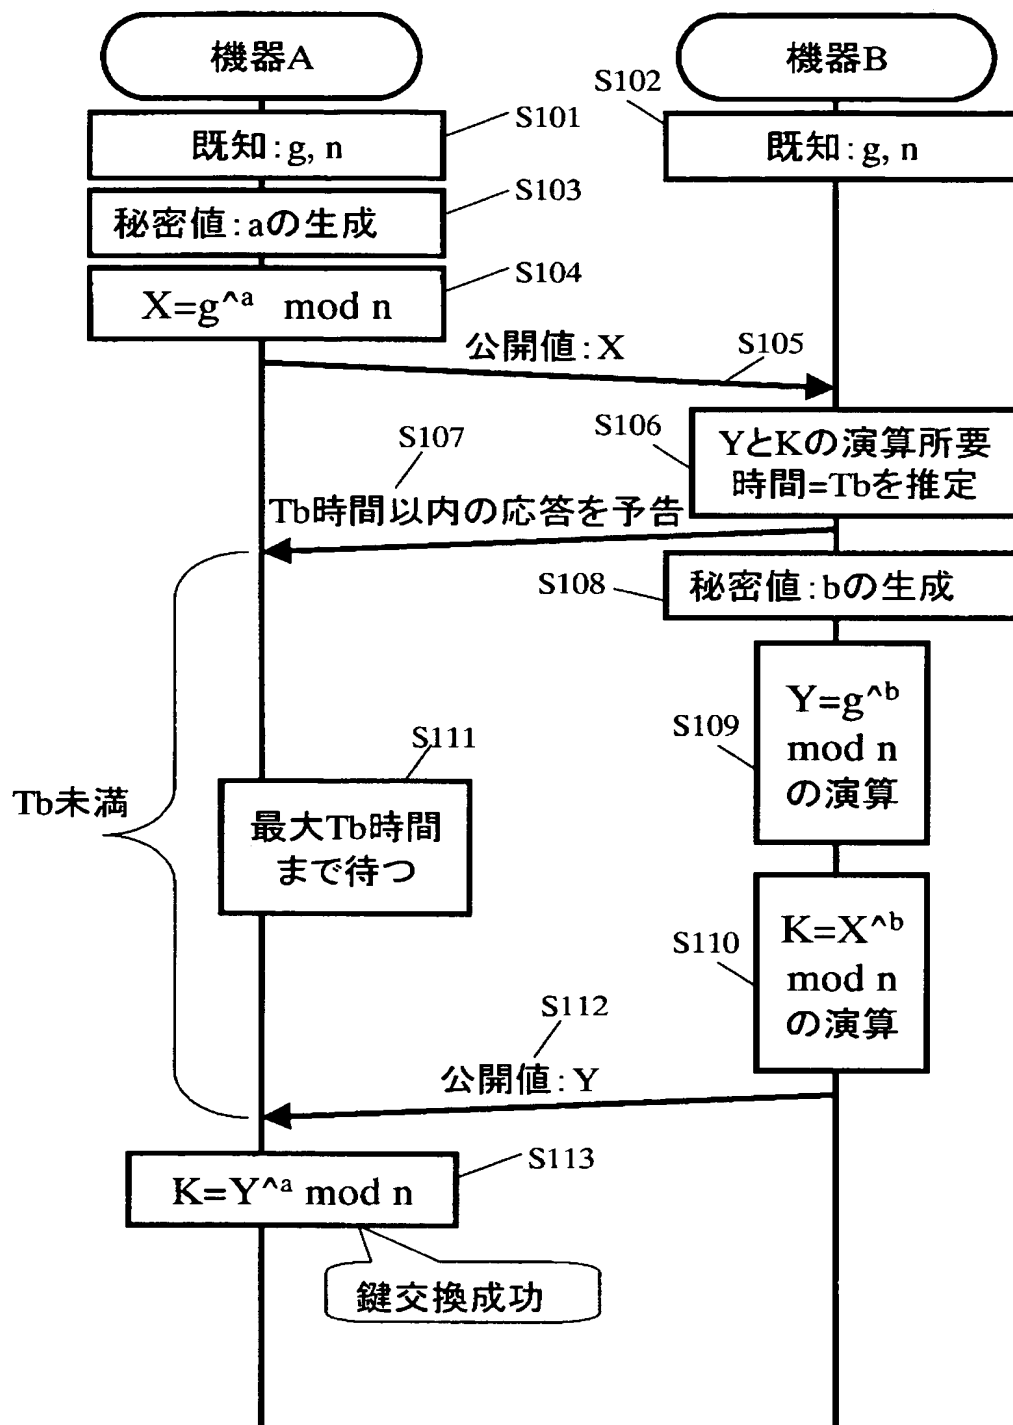 機器A
機器B
S101
S102
既知:g, n
既知:g, n
S103
秘密値:aの生成
S104
X=g^a mod n
公開値:X
S105
S106
YとKの演算所要
時間=Tbを推定
S107
Tb時間以内の応答を予告
S108
秘密値:bの生成
S109
Y=g^b
mod n
の演算
S111
Tb未満
最大Tb時間
まで待つ
S110
K=X^b
mod n
の演算
S112
公開値:Y
S113
K=Y^a mod n
鍵交換成功